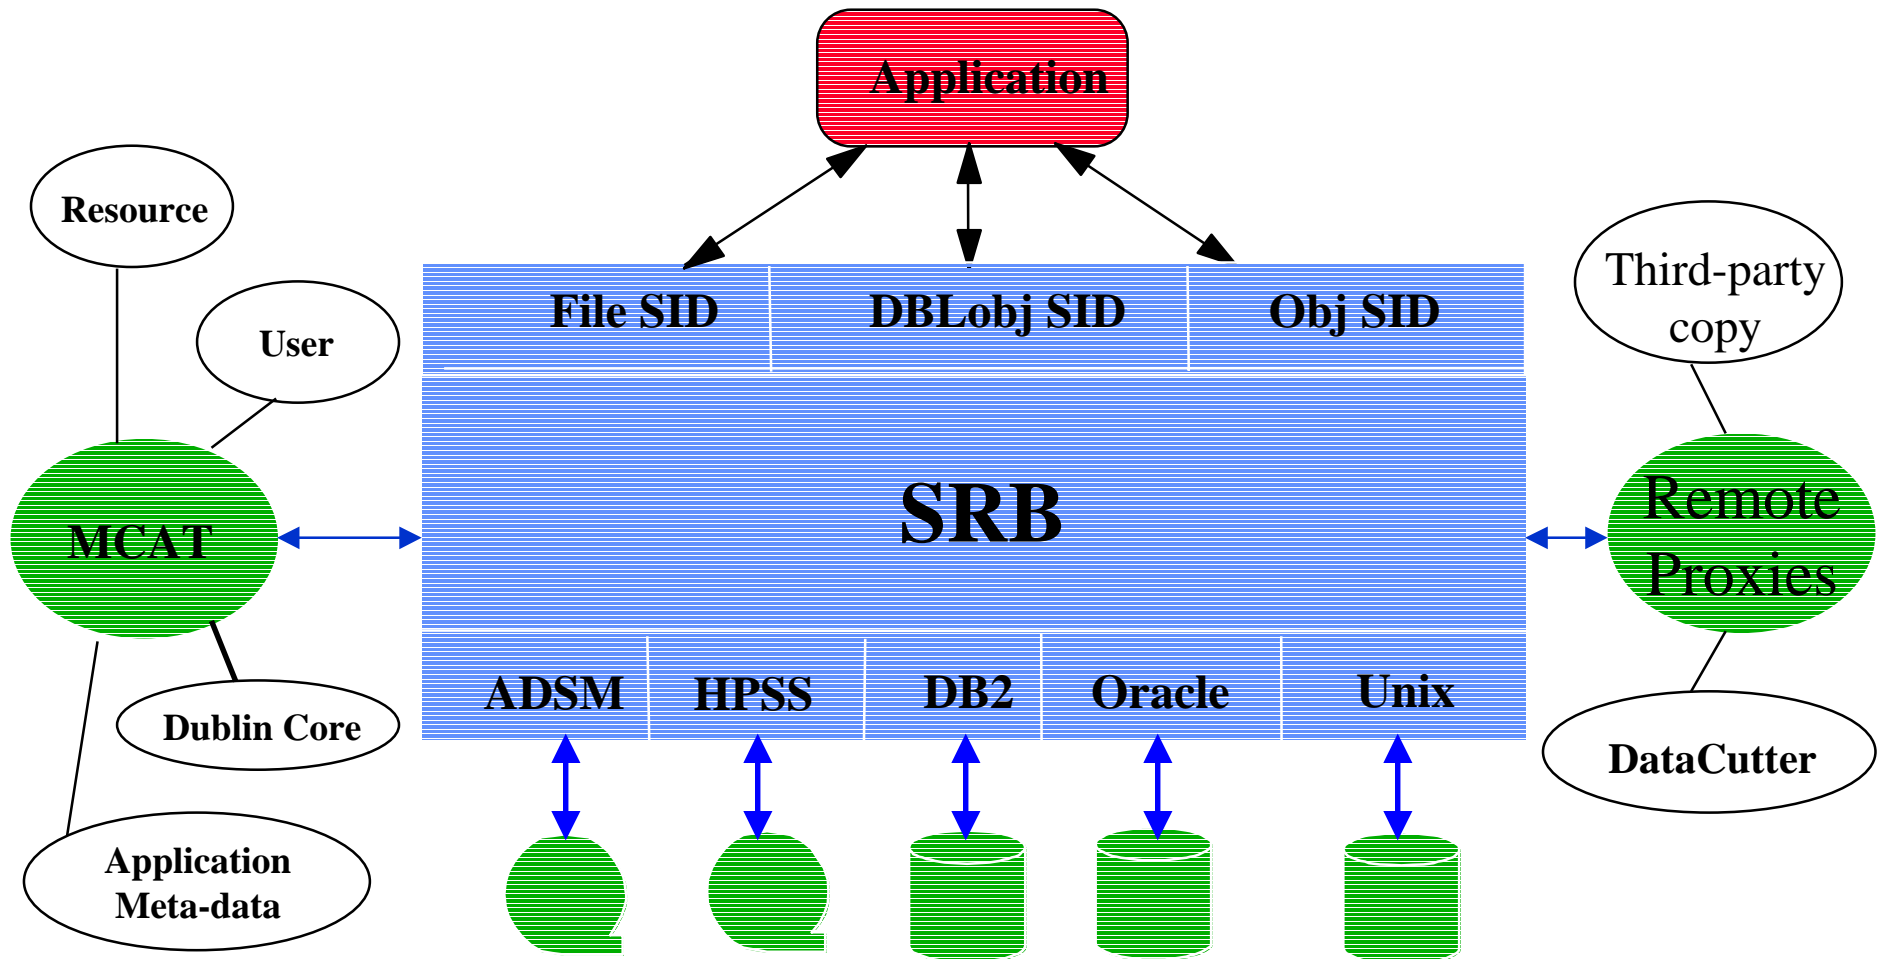 Application
Resource
User
File SID
DBLobj SID
Obj SID
Third-party
copy
MCAT
SRB
Remote
Proxies
ADSM
HPSS
DB2
Oracle
Unix
Dublin Core
DataCutter
Application
Meta-data